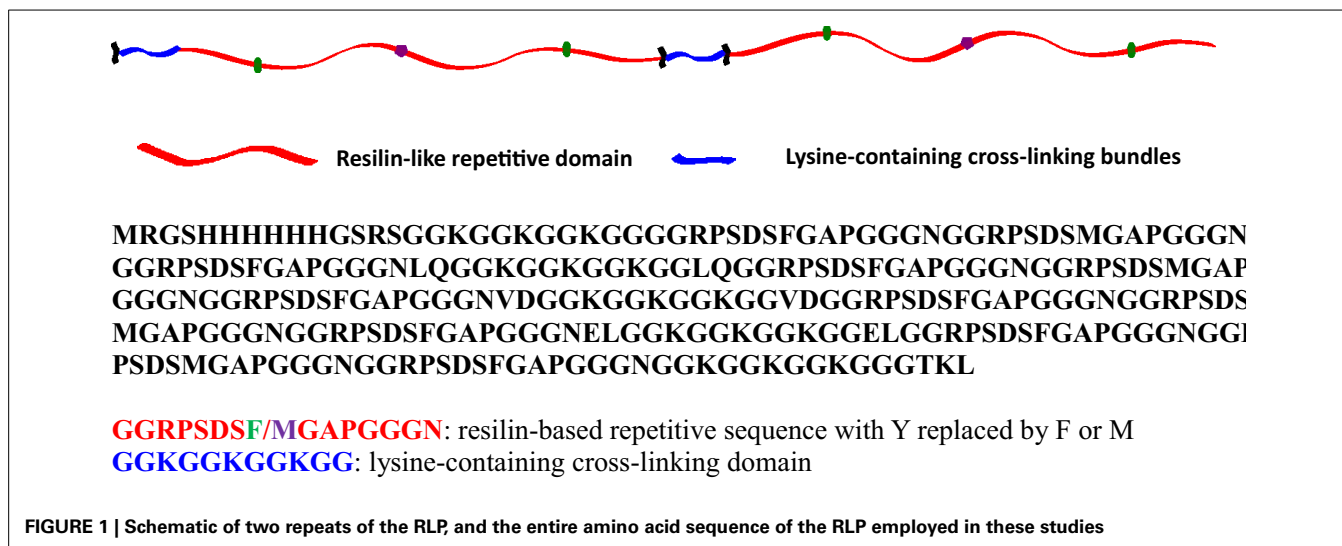 Resilin-like repetitive domain Lysine-containing cross-linking bundles
MRGSHHHHHHGSRSGGKGGKGGKGGGGRPSDSFGAPGGGNGGRPSDSMGAPGGGN
GGRPSDSFGAPGGGNLQGGKGGKGGKGGLQGGRPSDSFGAPGGGNGGRPSDSMGAP
GGGNGGRPSDSFGAPGGGNVDGGKGGKGGKGGVDGGRPSDSFGAPGGGNGGRPSDS
MGAPGGGNGGRPSDSFGAPGGGNELGGKGGKGGKGGELGGRPSDSFGAPGGGNGG
PSDSMGAPGGGNGGRPSDSFGAPGGGNGGKGGKGGKGGGTKL
GGRPSDSF/MGAPGGGN: resilin-based repetitive sequence with Y replaced by F or M
GGKGGKGGKGG: lysine-containing cross-linking domain
FIGURE 1 | Schematic of two repeats of the RLP, and the entire amino acid sequence of the RLP employed in these studies